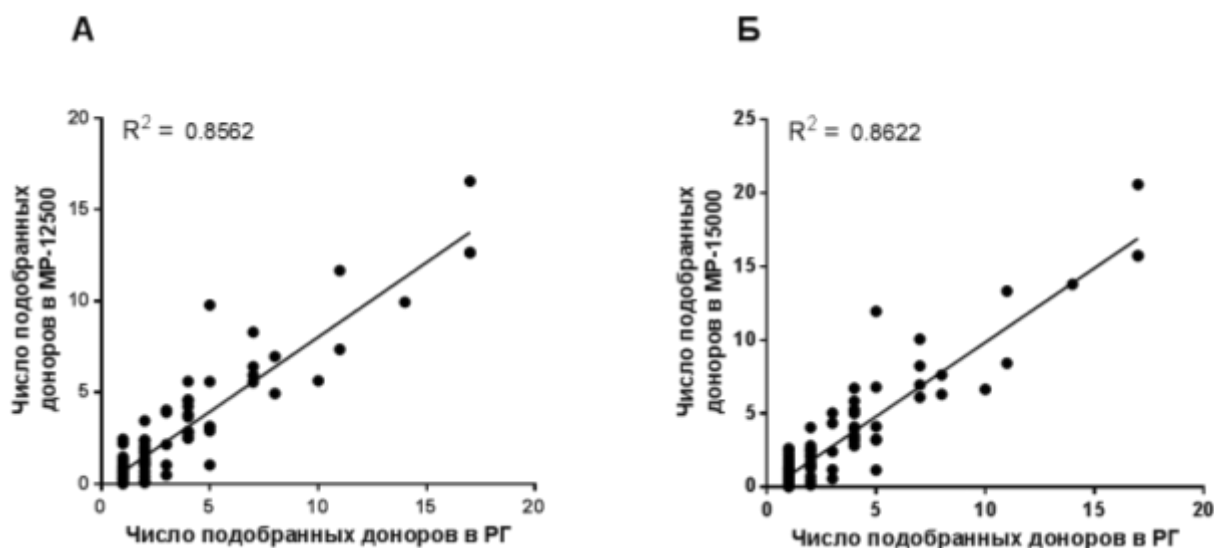 А
R² = 0.8562
Число подобранных
доноров в МР-12500
20
15
10
5
0
0
5
10
15
20
Число подобранных доноров в РГ
Б
R² = 0.8622
Число подобранных
доноров в МР-15000
25
20
15
10
5
0
0
5
10
15
20
Число подобранных доноров в РГ